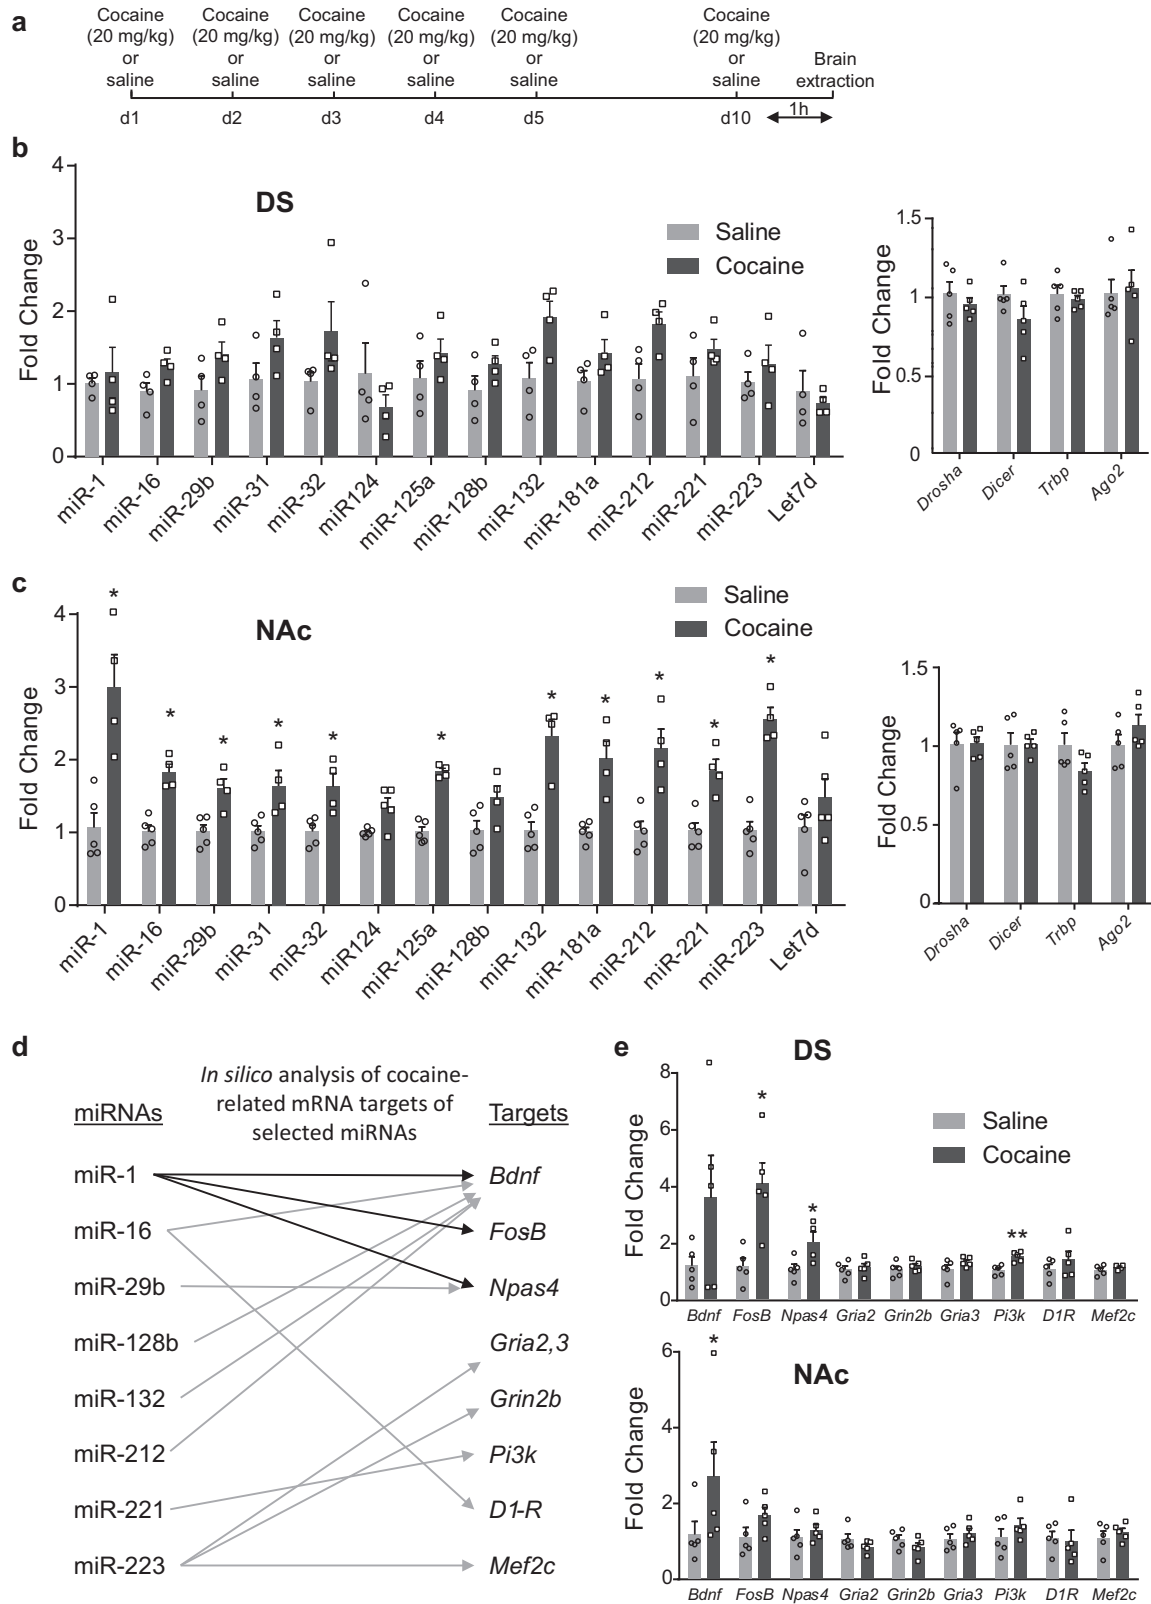 a
Cocaine Cocaine Cocaine Cocaine Cocaine Cocaine
(20 mg/kg) (20 mg/kg) (20 mg/kg) (20 mg/kg) (20 mg/kg) (20 mg/kg)
or or or or or or Brain
saline saline saline saline saline saline extraction
d1 d2 d3 d4 d5 d10 1h
b
DS
Saline
Cocaine
Fold Change
4
3
2
1
0
miR-1 miR-16 miR-29b miR-31 miR-32 miR124 miR-125a miR-128b miR-132 miR-181a miR-212 miR-221 miR-223 Let7d
Fold Change
1.5
1
0.5
0
Drosha Dicer Trbp Ago2
c
NAc
Saline
Cocaine
Fold Change
4
3
2
1
0
* * * * * * * * * * *
miR-1 miR-16 miR-29b miR-31 miR-32 miR124 miR-125a miR-128b miR-132 miR-181a miR-212 miR-221 miR-223 Let7d
Fold Change
1.5
1
0.5
0
Drosha Dicer Trbp Ago2
d
In silico analysis of cocaine-
related mRNA targets of
selected miRNAs
miRNAs Targets
miR-1 Bdnf
miR-16 FosB
miR-29b Npas4
miR-128b Gria2,3
miR-132 Grin2b
miR-212 Pi3k
miR-221 D1-R
miR-223 Mef2c
e
DS
Saline
Cocaine
Fold Change
8
6
4
2
0
* * **
Bdnf FosB Npas4 Gria2 Grin2b Gria3 Pi3k D1R Mef2c
NAc
Fold Change
6
4
2
0
*
Bdnf FosB Npas4 Gria2 Grin2b Gria3 Pi3k D1R Mef2c